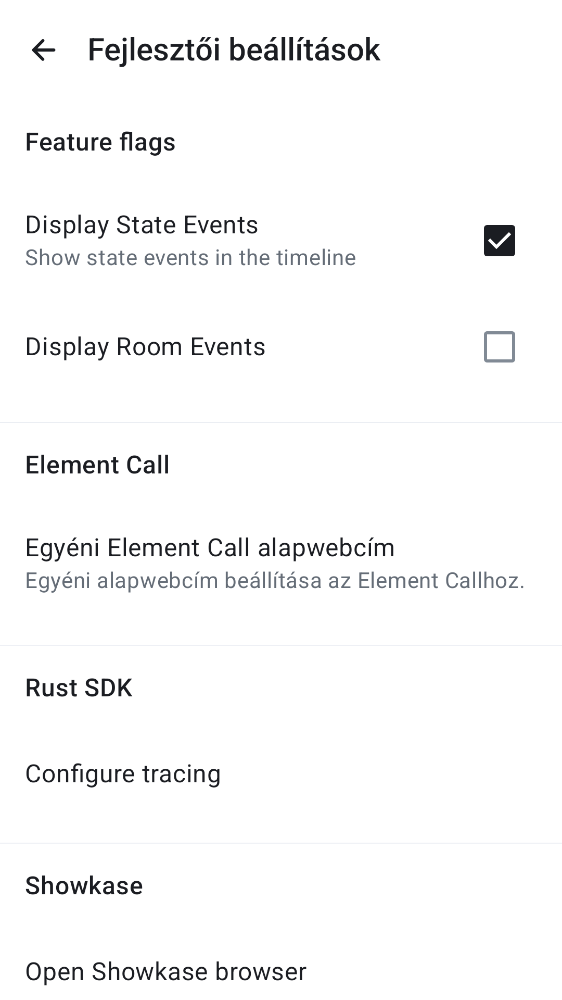 Fejlesztői beállítások
Feature flags
Display State Events
Show state events in the timeline
Display Room Events
Element Call
Egyéni Element Call alapwebcím
Egyéni alapwebcím beállítása az Element Callhoz.
Rust SDK
Configure tracing
Showkase
Open Showkase browser